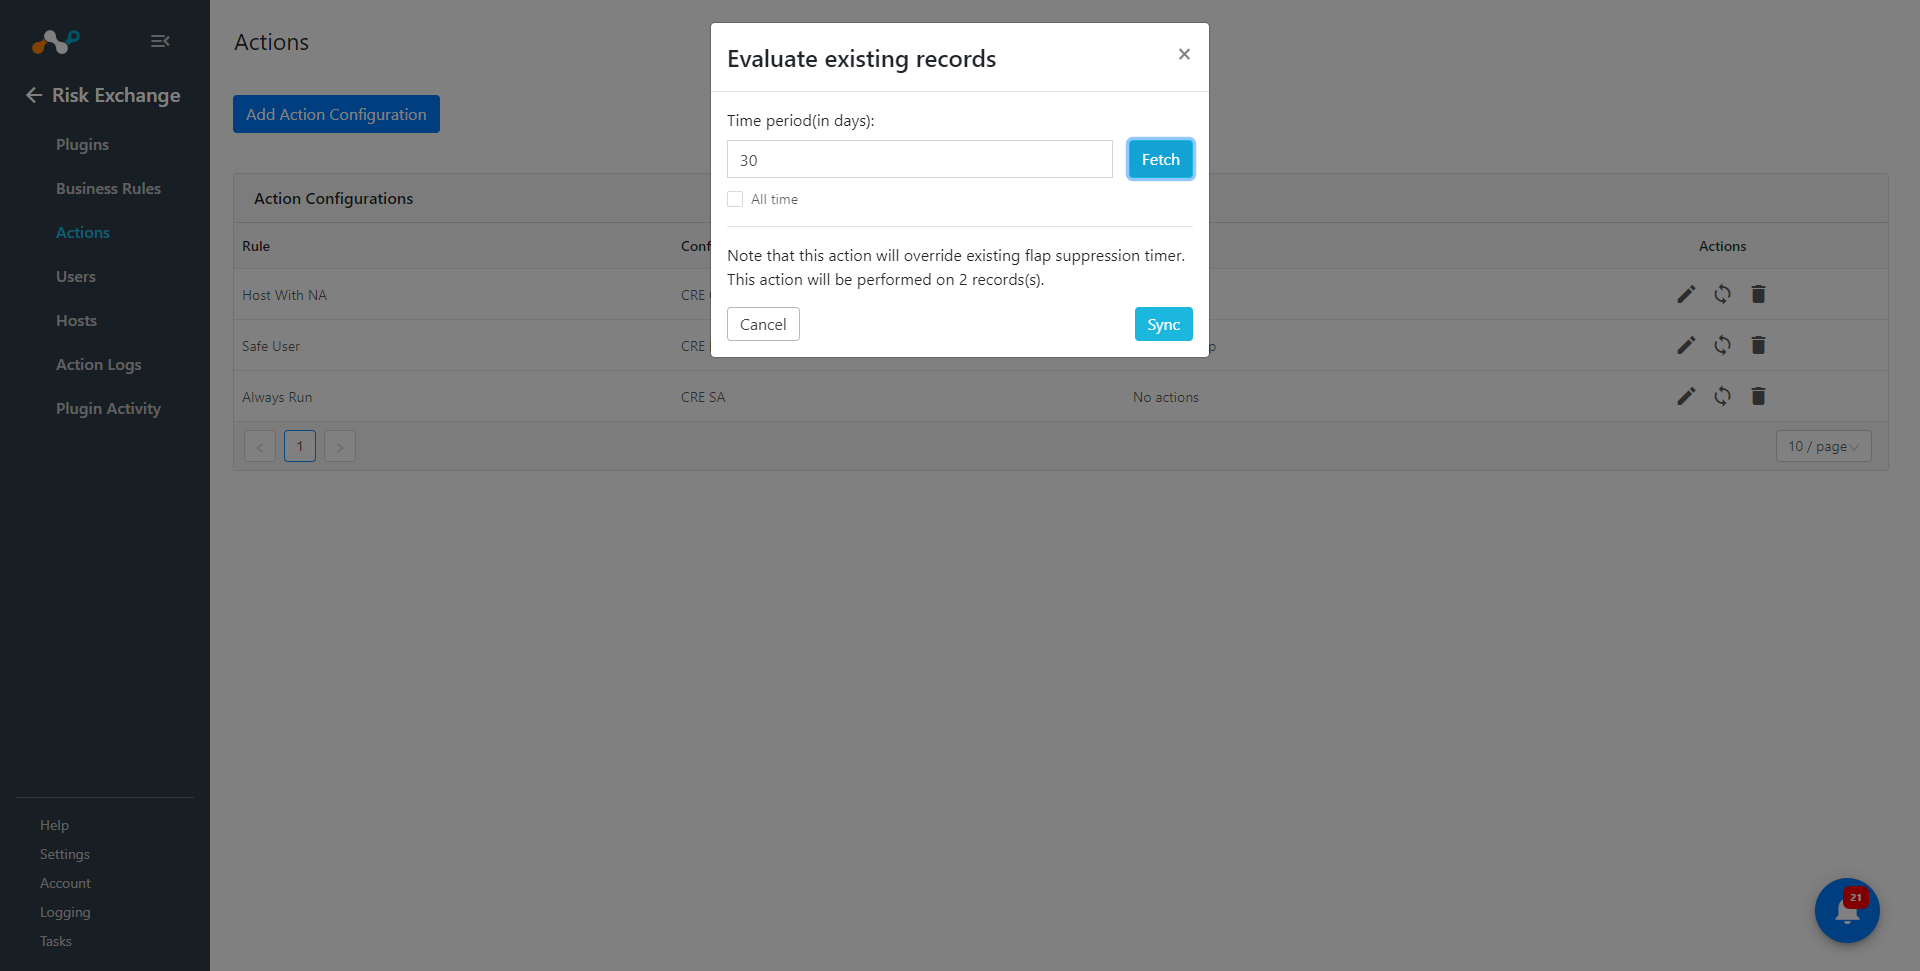 Risk Exchange
Plugins
Business Rules
Actions
Users
Hosts
Action Logs
Plugin Activity
Help
Settings
Account
Logging
Tasks
Actions
Add Action Configuration
Action Configurations
Rule
Actions
Host With NA
CRE
Safe User
CRE
Always Run
CRE SA
No actions
< 1 >
10 / page
Evaluate existing records
×
Time period(in days):
30
Fetch
All time
Note that this action will override existing flap suppression timer.
This action will be performed on 2 records(s).
Cancel
Sync
21